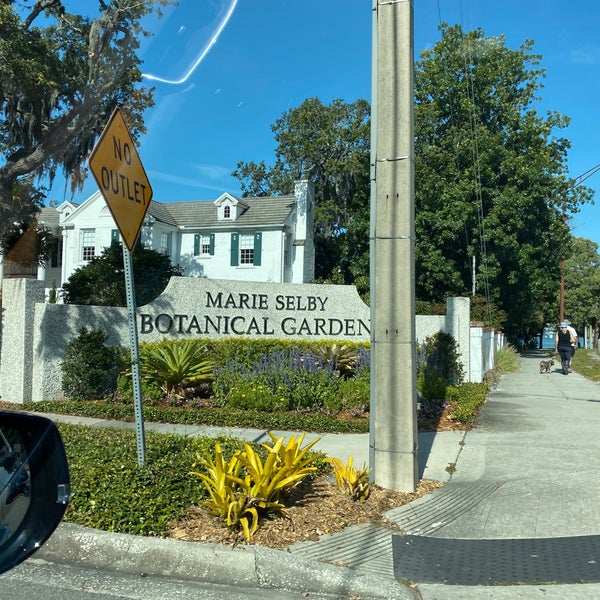 NO
OUTLET
MARIE SELBY
BOTANICAL GARDEN